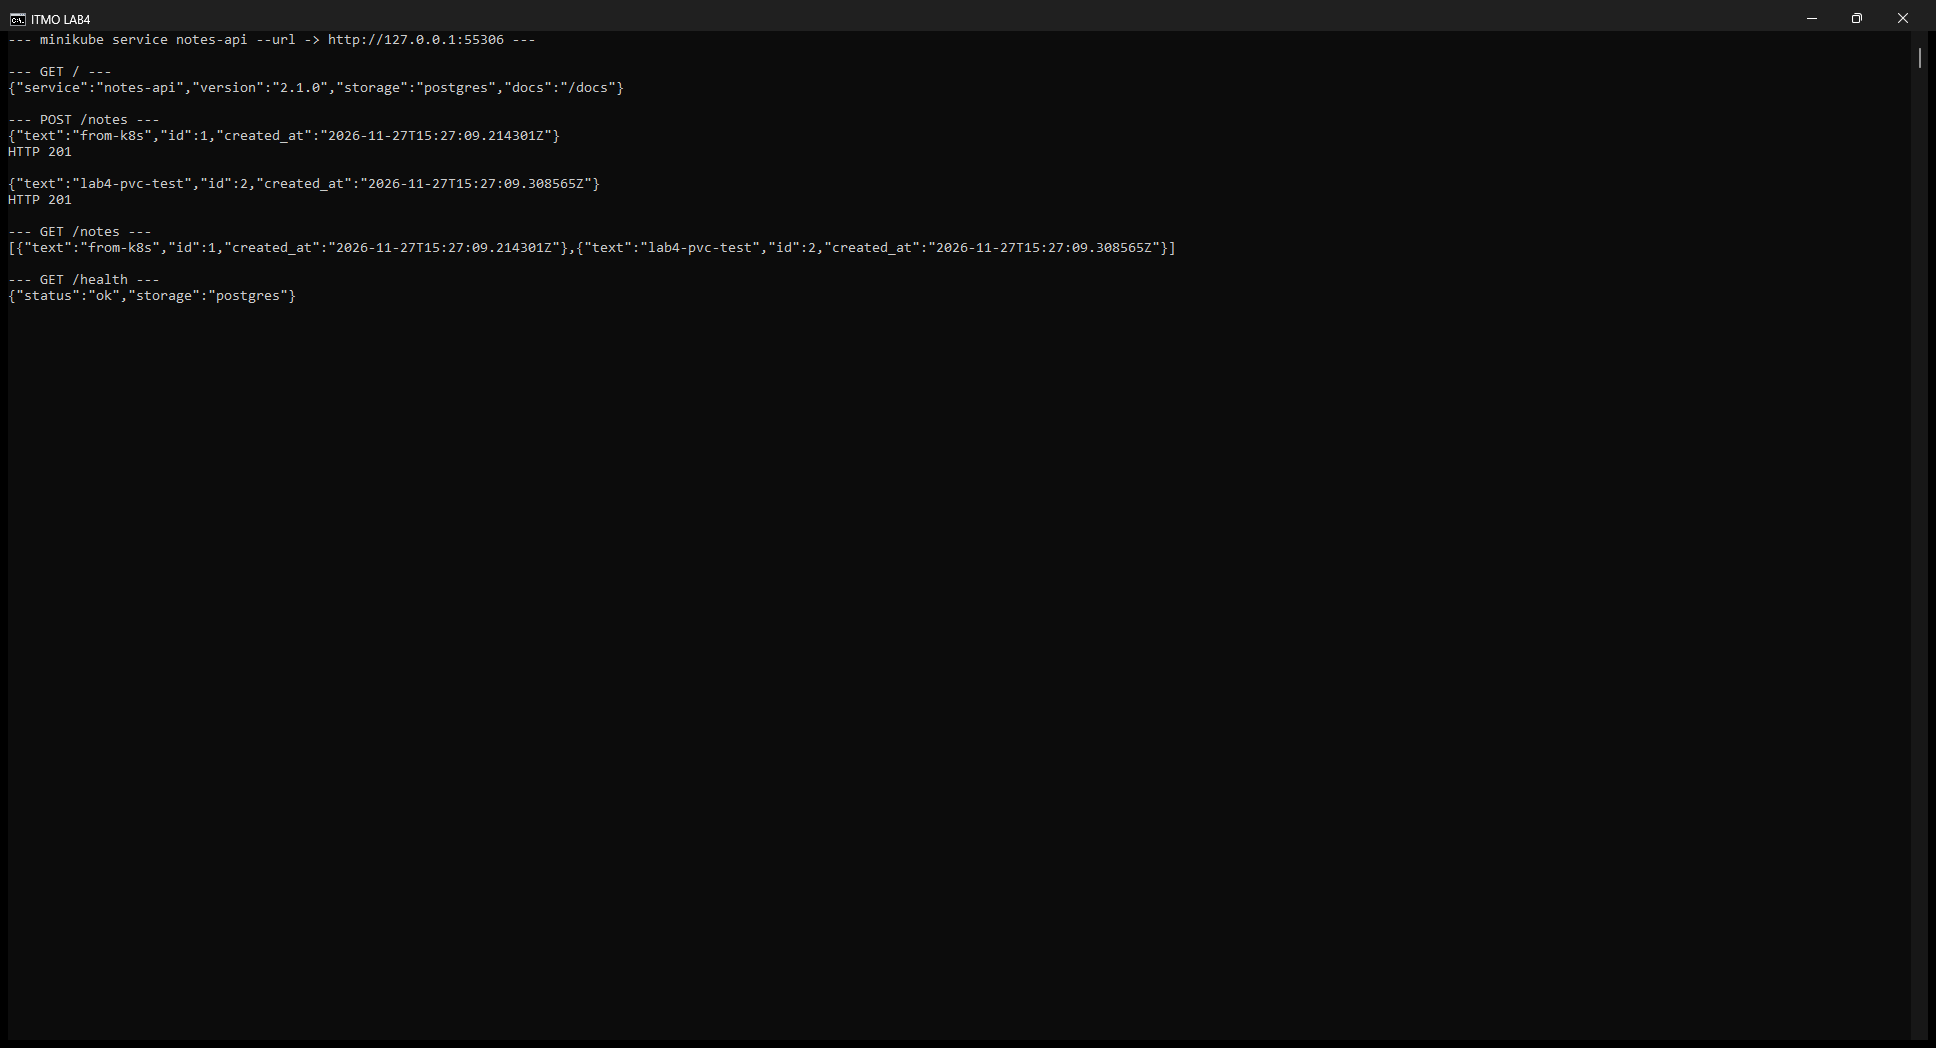 ITMO LAB4
--- minikube service notes-api --url -> http://127.0.0.1:55306 ---
--- GET / ---
{"service":"notes-api","version":"2.1.0","storage":"postgres","docs":"/docs"}
--- POST /notes ---
{"text":"from-k8s","id":1,"created_at":"2026-11-27T15:27:09.214301Z"}
HTTP 201
{"text":"lab4-pvc-test","id":2,"created_at":"2026-11-27T15:27:09.308565Z"}
HTTP 201
--- GET /notes ---
[{"text":"from-k8s","id":1,"created_at":"2026-11-27T15:27:09.214301Z"},{"text":"lab4-pvc-test","id":2,"created_at":"2026-11-27T15:27:09.308565Z"}]
--- GET /health ---
{"status":"ok","storage":"postgres"}